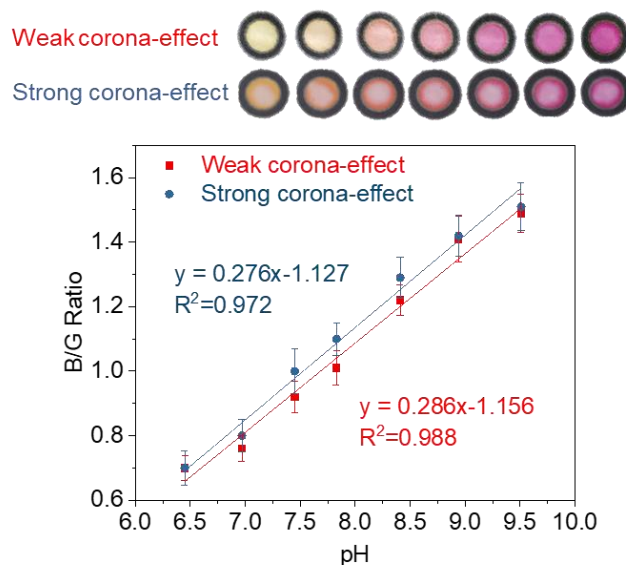 Weak corona-effect
Strong corona-effect
Weak corona-effect
Strong corona-effect
y = 0.276x-1.127
R²=0.972
y = 0.286x-1.156
R²=0.988
B/G Ratio
1.6
1.4
1.2
1.0
0.8
0.6
6.0 6.5 7.0 7.5 8.0 8.5 9.0 9.5 10.0
pH